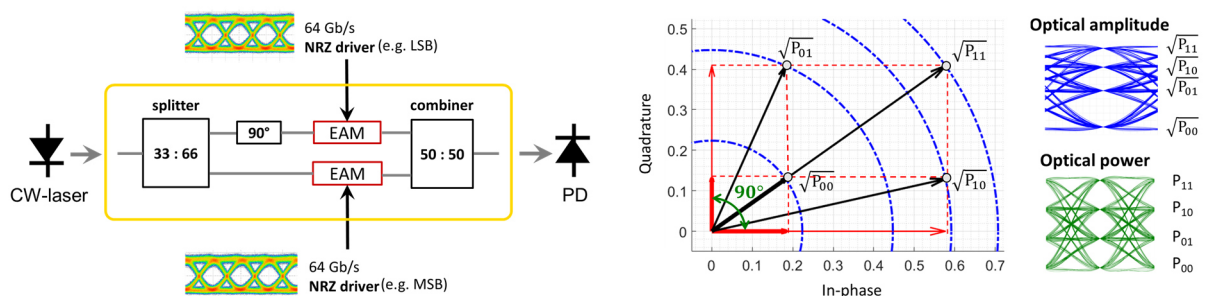 64 Gb/s
NRZ driver (e.g. LSB)
splitter
combiner
33 : 66
90°
EAM
50 : 50
EAM
CW-laser
PD
64 Gb/s
NRZ driver (e.g. MSB)
Quadrature
0.5
0.4
0.3
0.2
0.1
0
0
0.1
0.2
0.3
0.4
0.5
0.6
0.7
In-phase
√P₀₁
√P₁₁
√P₀₀
√P₁₀
90°
Optical amplitude
√P₁₁
√P₁₀
√P₀₁
√P₀₀
Optical power
P₁₁
P₁₀
P₀₁
P₀₀